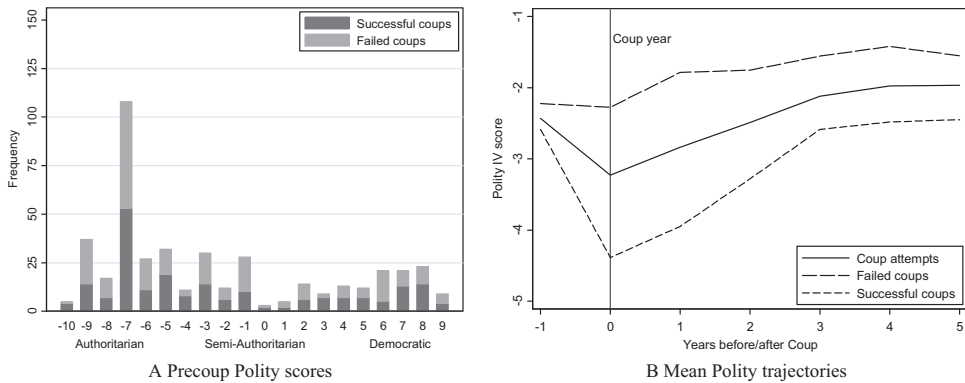 Successful coups
Failed coups
Frequency
150
125
100
75
50
25
0
-10 -9 -8 -7 -6 -5 -4 -3 -2 -1 0 1 2 3 4 5 6 7 8 9
Authoritarian Semi-Authoritarian Democratic
A Precoup Polity scores
Coup year
Polity IV score
-1
-2
-3
-4
-5
Coup attempts
Failed coups
Successful coups
-1 0 1 2 3 4 5
Years before/after Coup
B Mean Polity trajectories